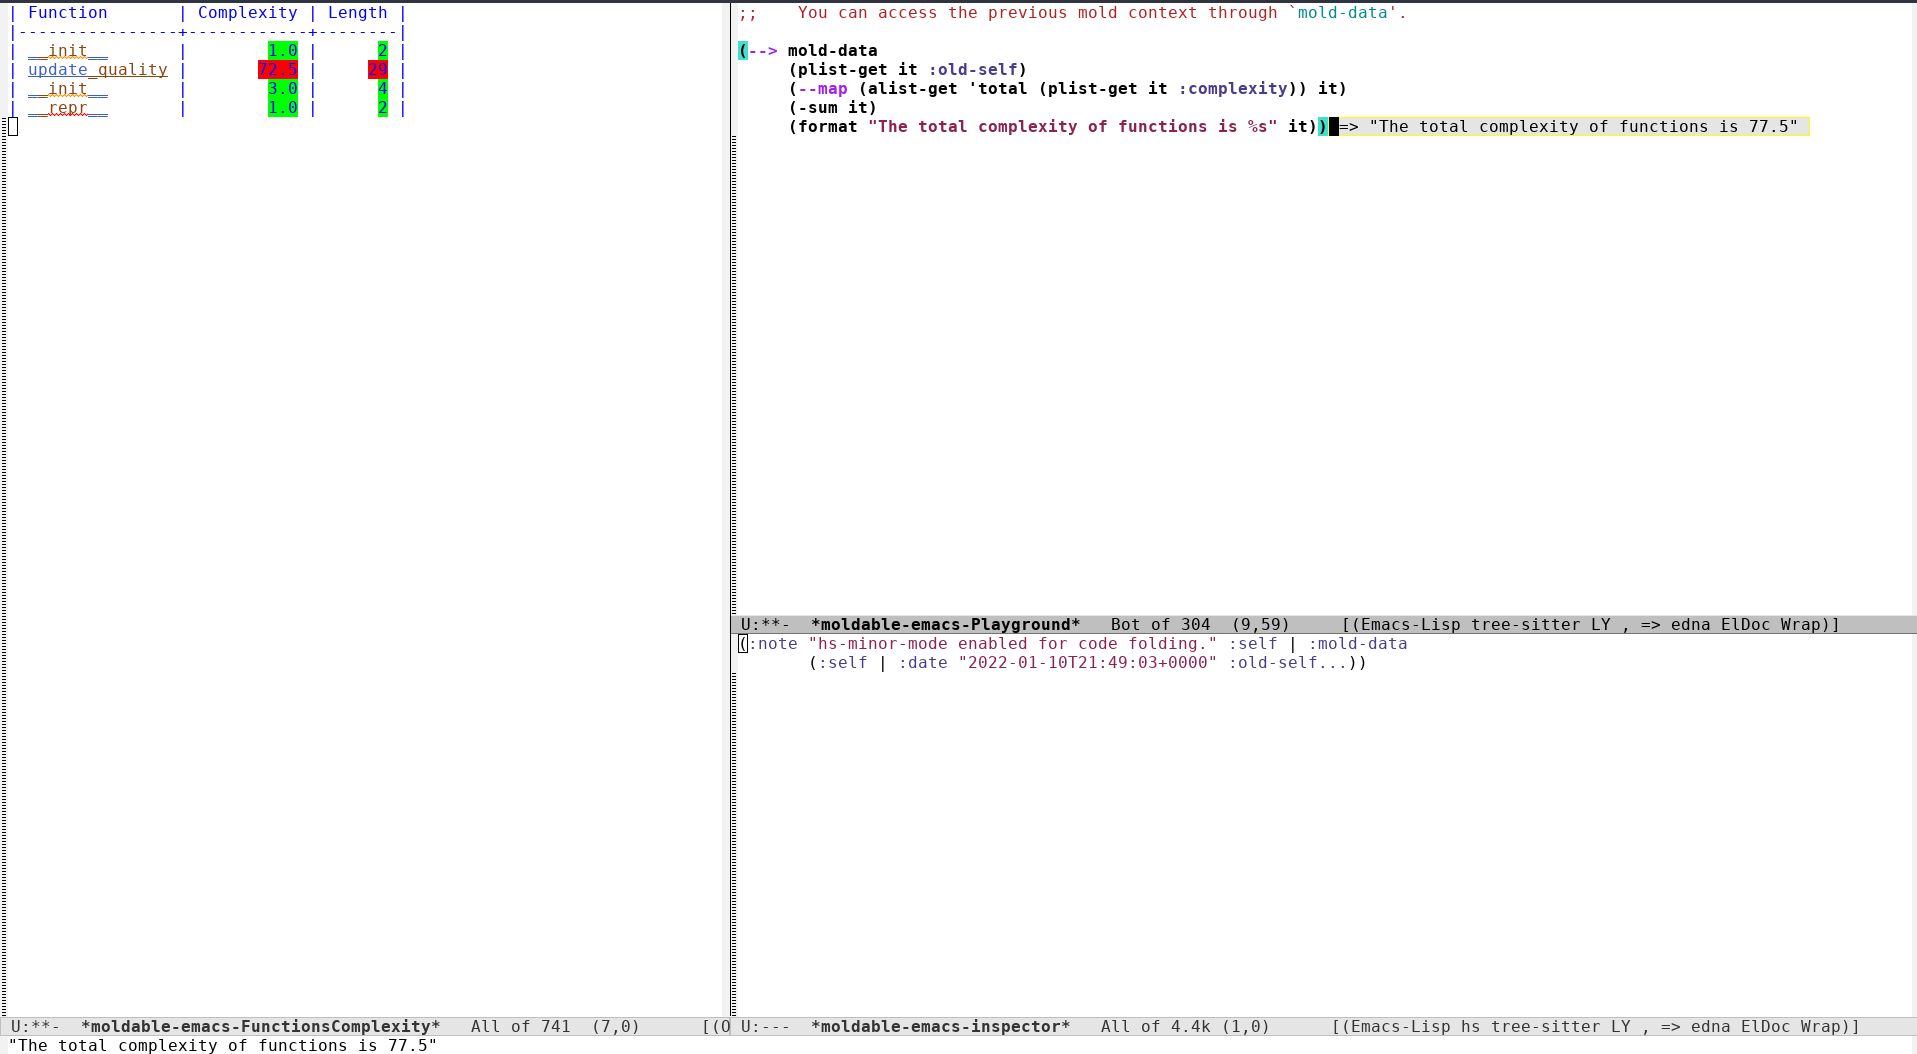 | Function       | Complexity | Length |
|----------------+------------+--------|
| __init__       |        1.0 |      2 |
| update_quality |       72.5 |     29 |
| __init__       |        3.0 |      4 |
| __repr__       |        1.0 |      2 |
U:**-  *moldable-emacs-FunctionsComplexity*   All of 741  (7,0)      [(O
;;    You can access the previous mold context through `mold-data'.
(--> mold-data
     (plist-get it :old-self)
     (--map (alist-get 'total (plist-get it :complexity)) it)
     (-sum it)
     (format "The total complexity of functions is %s" it)) => "The total complexity of functions is 77.5"
U:**-  *moldable-emacs-Playground*   Bot of 304  (9,59)     [(Emacs-Lisp tree-sitter LY , => edna ElDoc Wrap)]
(:note "hs-minor-mode enabled for code folding." :self | :mold-data
       (:self | :date "2022-01-10T21:49:03+0000" :old-self...))
U:---  *moldable-emacs-inspector*   All of 4.4k (1,0)      [(Emacs-Lisp hs tree-sitter LY , => edna ElDoc Wrap)]
"The total complexity of functions is 77.5"